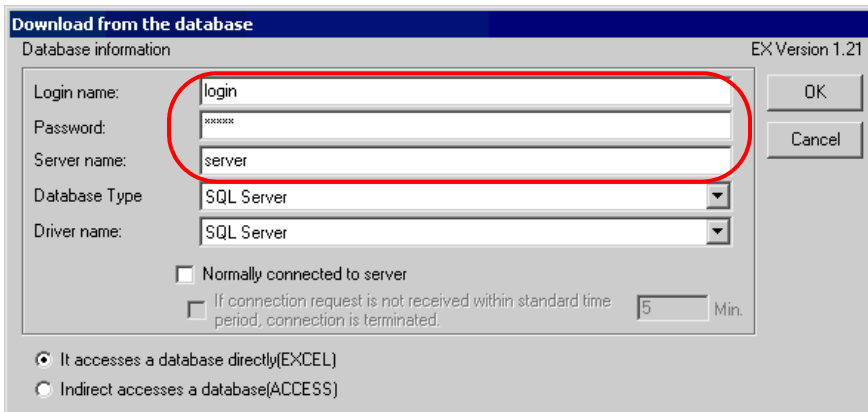 Download from the database
Database information
EX Version 1.21
Login name:
login
OK
Password:
xxxxx
Cancel
Server name:
server
Database Type
SQL Server
Driver name:
SQL Server
Normally connected to server
If connection request is not received within standard time
period, connection is terminated.
5
Min.
It accesses a database directly(EXCEL)
Indirect accesses a database(ACCESS)